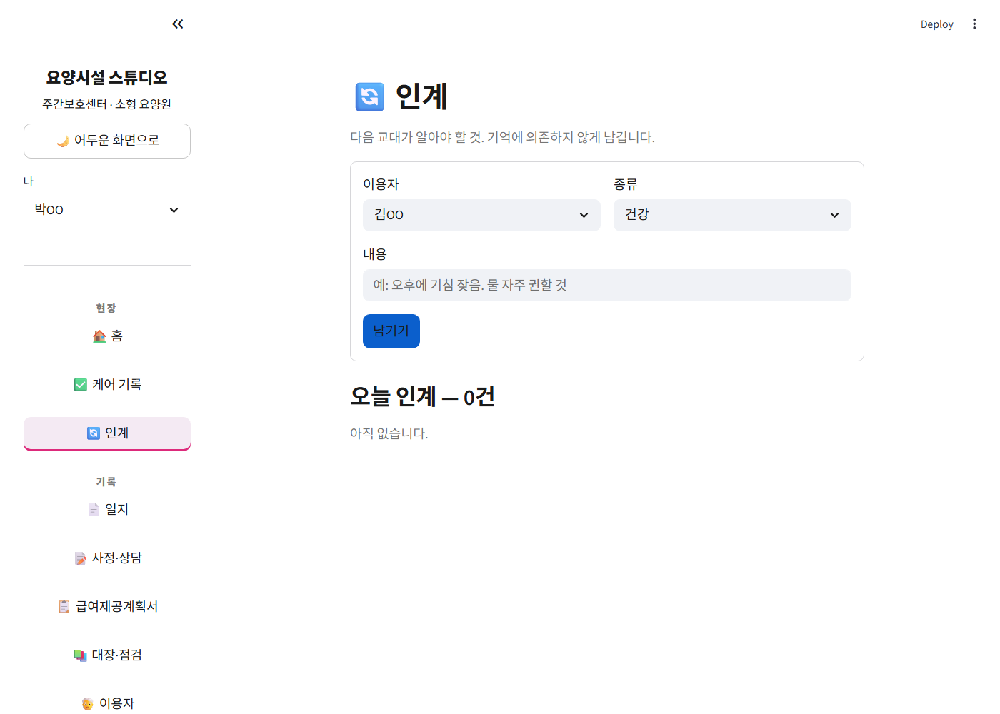 Deploy
요양시설 스튜디오
주간보호센터 · 소형 요양원
어두운 화면으로
나
박OO
현장
홈
케어 기록
인계
기록
일지
사정·상담
급여제공계획서
대장·점검
이용자
인계
다음 교대가 알아야 할 것. 기억에 의존하지 않게 남깁니다.
이용자
종류
김OO
건강
내용
예: 오후에 기침 잦음. 물 자주 권할 것
남기기
오늘 인계 — 0건
아직 없습니다.